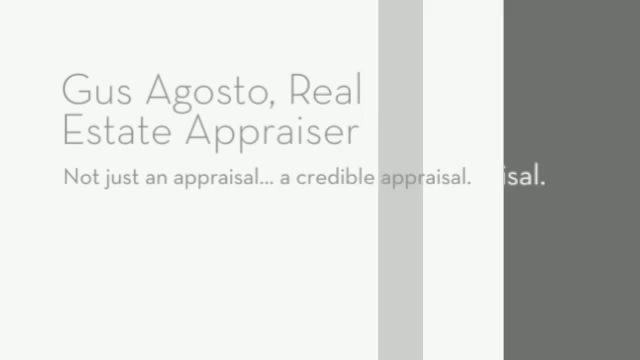 Gus Agosto, Real
Estate Appraiser
Not just an appraisal... a credible appraisal. isal.